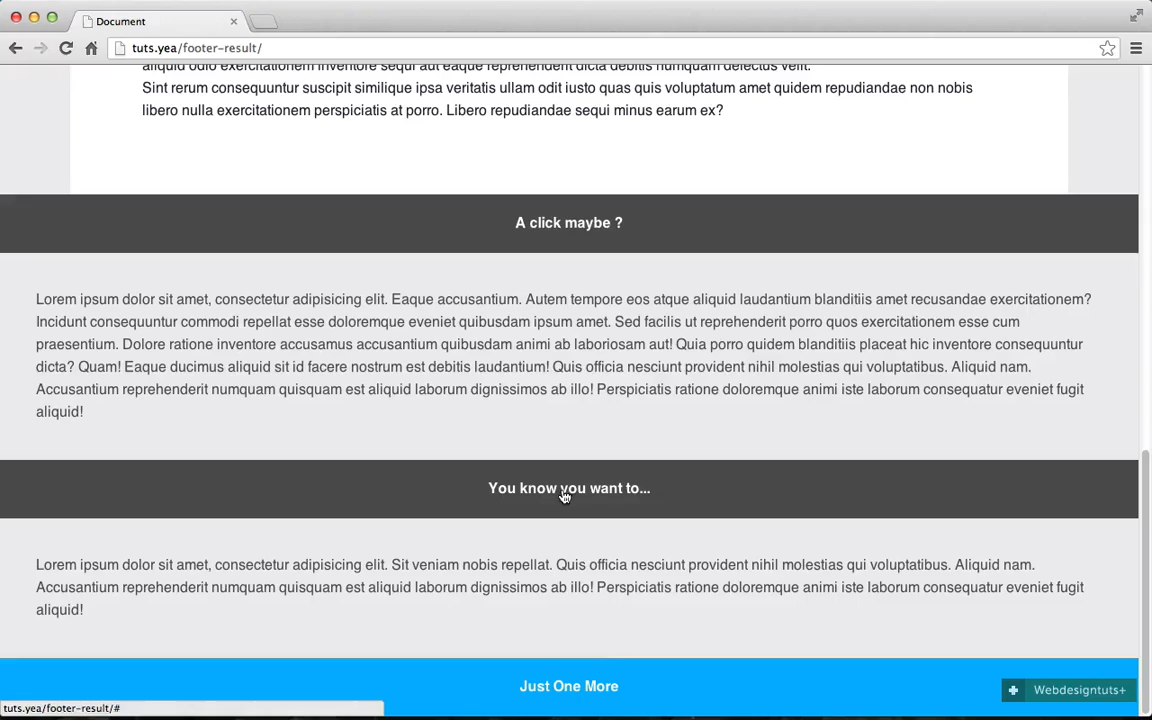 Document
tuts.yea/footer-result/
aliquid odio exercitationem inventore sequi aut eaque reprehenderit dicta debitis numquam delectus velit.
Sint rerum consequuntur suscipit similique ipsa veritatis ullam odit iusto quas quis voluptatum amet quidem repudiandae non nobis
libero nulla exercitationem perspiciatis at porro. Libero repudiandae sequi minus earum ex?
A click maybe ?
Lorem ipsum dolor sit amet, consectetur adipisicing elit. Eaque accusantium. Autem tempore eos atque aliquid laudantium blanditiis amet recusandae exercitationem?
Incidunt consequuntur commodi repellat esse doloremque eveniet quibusdam ipsum amet. Sed facilis ut reprehenderit porro quos exercitationem esse cum
praesentium. Dolore ratione inventore accusamus accusantium quibusdam animi ab laboriosam aut! Quia porro quidem blanditiis placeat hic inventore consequuntur
dicta? Quam! Eaque ducimus aliquid sit id facere nostrum est debitis laudantium! Quis officia nesciunt provident nihil molestias qui voluptatibus. Aliquid nam.
Accusantium reprehenderit numquam quisquam est aliquid laborum dignissimos ab illo! Perspiciatis ratione doloremque animi iste laborum consequatur eveniet fugit
aliquid!
You know you want to...
Lorem ipsum dolor sit amet, consectetur adipisicing elit. Sit veniam nobis repellat. Quis officia nesciunt provident nihil molestias qui voluptatibus. Aliquid nam.
Accusantium reprehenderit numquam quisquam est aliquid laborum dignissimos ab illo! Perspiciatis ratione doloremque animi iste laborum consequatur eveniet fugit
aliquid!
Just One More
Webdesigntuts+
tuts.yea/footer-result/#